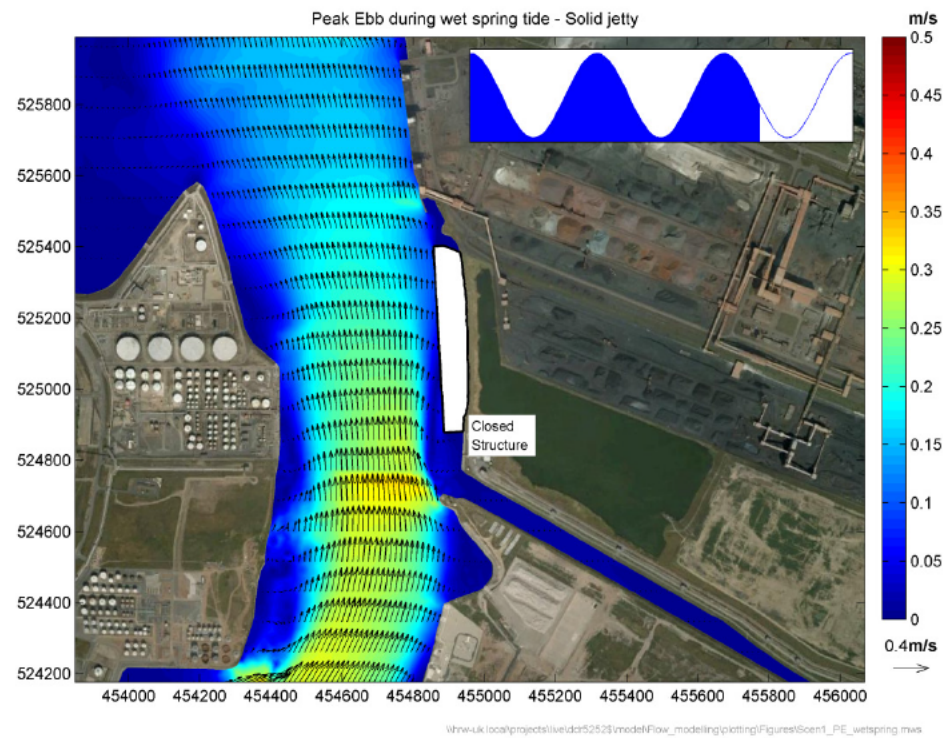 Peak Ebb during wet spring tide - Solid jetty
m/s
0.5
0.45
0.4
0.35
0.3
0.25
0.2
0.15
0.1
0.05
0
0.4m/s
525800
525600
525400
525200
525000
524800
524600
524400
524200
Closed
Structure
454000 454200 454400 454600 454800 455000 455200 455400 455600 455800 456000
\\hrw-uk.local\projects\live\dcr5252$\model\Flow_modelling\plotting\Figures\Scen1_PE_wetspring.mws